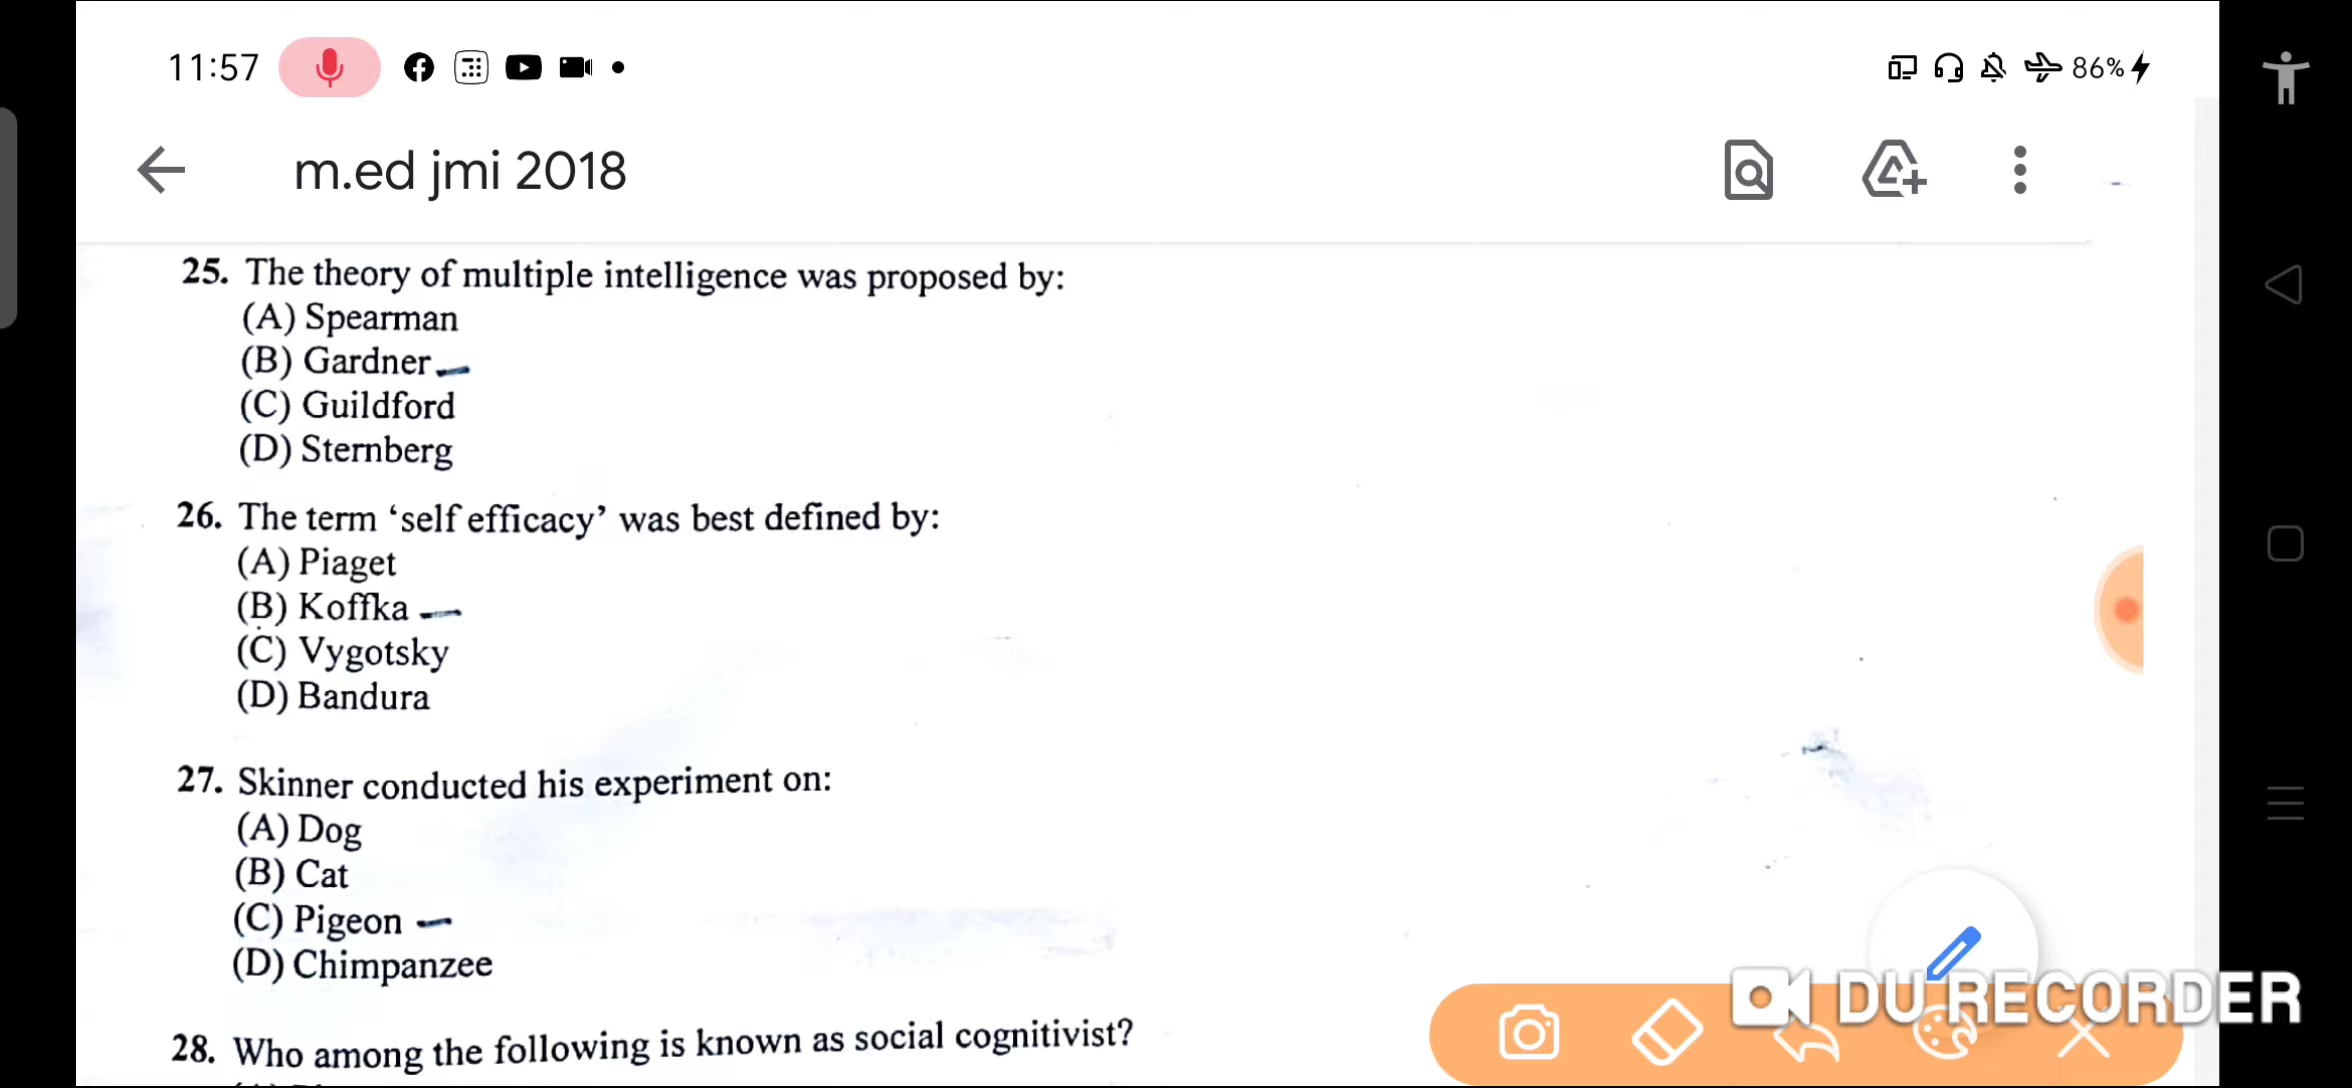 11:57
86%
m.ed jmi 2018
25. The theory of multiple intelligence was proposed by:
(A) Spearman
(B) Gardner
(C) Guildford
(D) Sternberg
26. The term ‘self efficacy’ was best defined by:
(A) Piaget
(B) Koffka
(C) Vygotsky
(D) Bandura
27. Skinner conducted his experiment on:
(A) Dog
(B) Cat
(C) Pigeon
(D) Chimpanzee
28. Who among the following is known as social cognitivist?
DU RECORDER